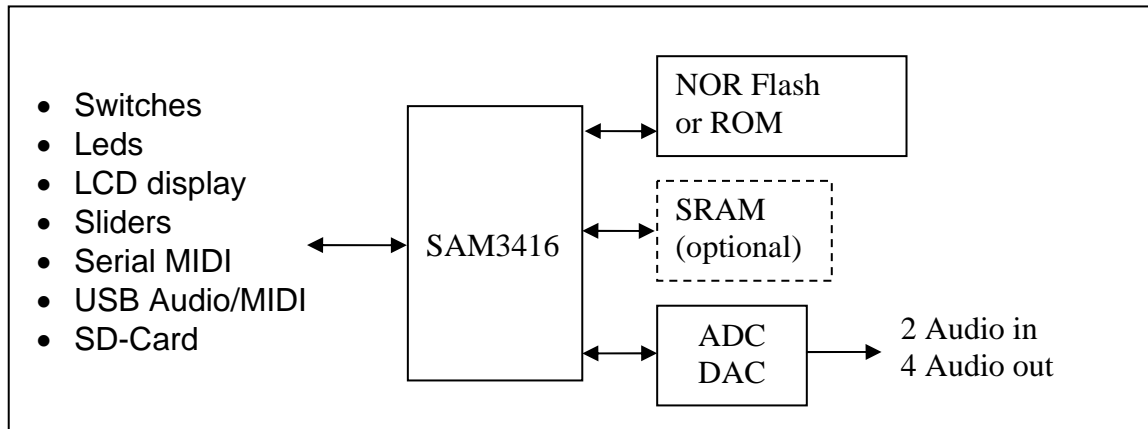 • Switches
• Leds
• LCD display
• Sliders
• Serial MIDI
• USB Audio/MIDI
• SD-Card
SAM3416
NOR Flash
or ROM
SRAM
(optional)
ADC
DAC
2 Audio in
4 Audio out